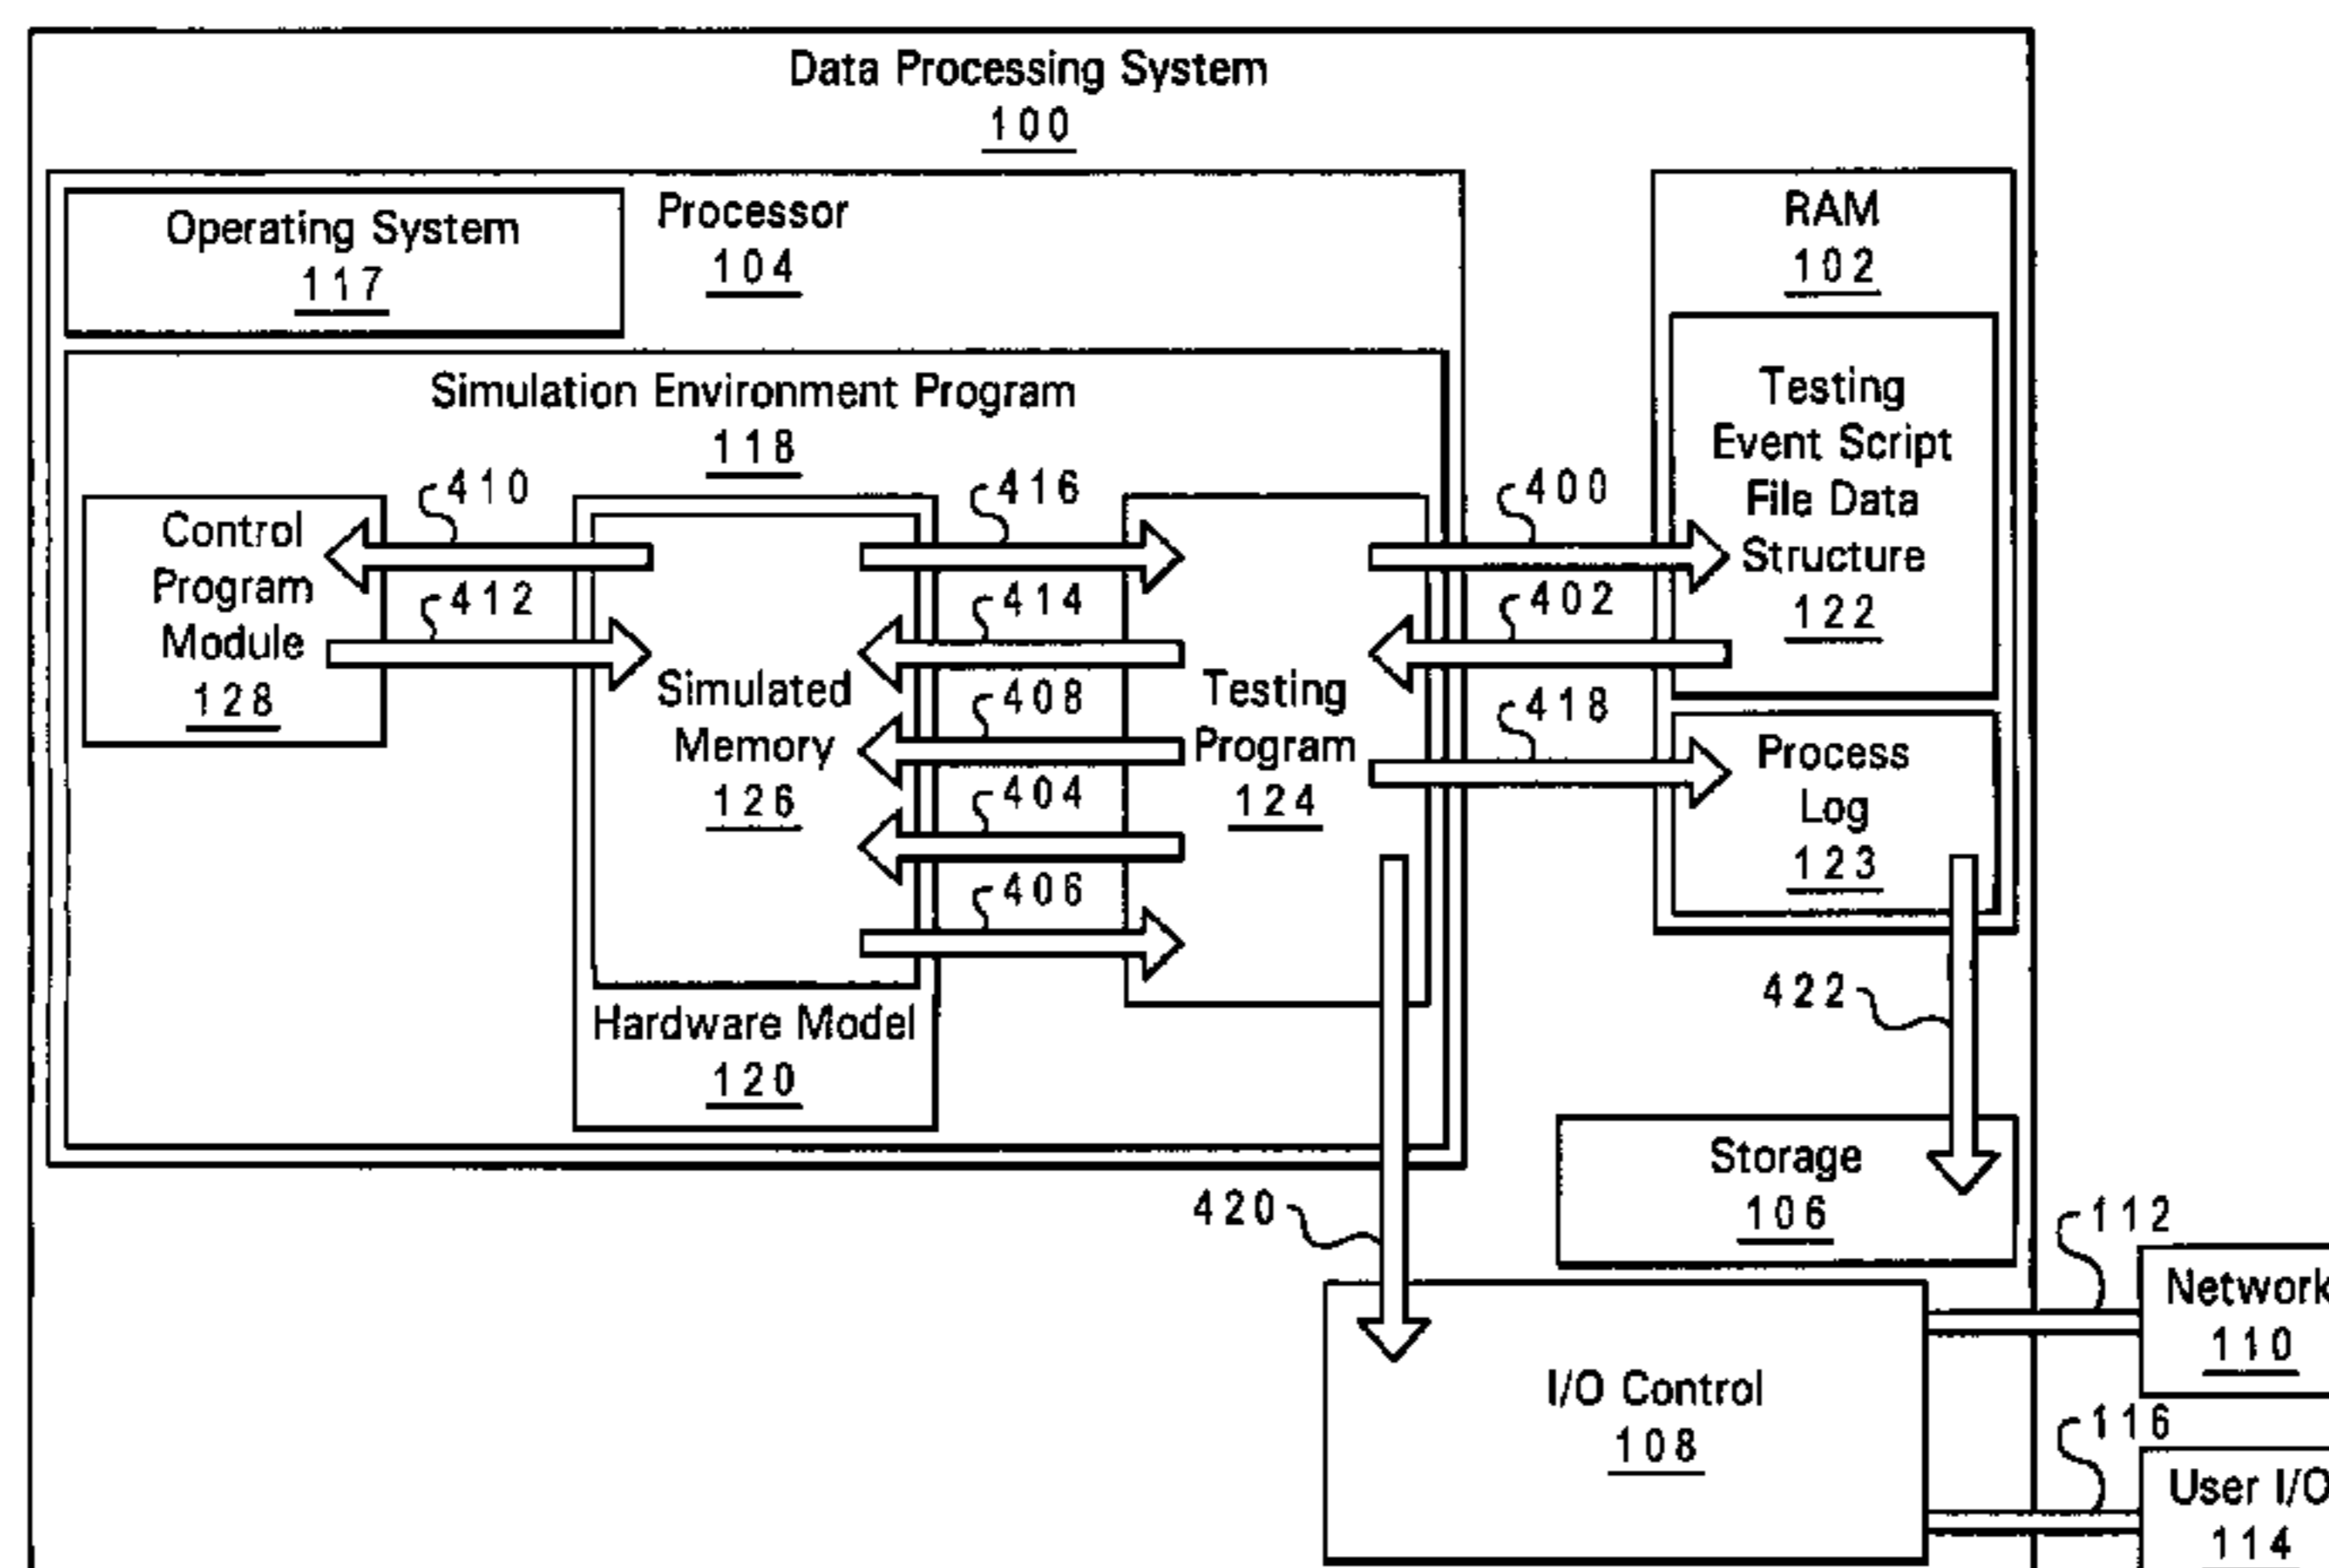 Data Processing System
100
Operating System
117
Processor
104
RAM
102
Simulation Environment Program
118
Testing
Event Script
File Data
Structure
122
410
416
400
Control
Program
Module
128
412
414
402
Simulated
Memory
126
408
Testing
Program
124
418
Process
Log
123
404
406
422
Hardware Model
120
Storage
106
420
112
Network
110
I/O Control
108
116
User I/O
114